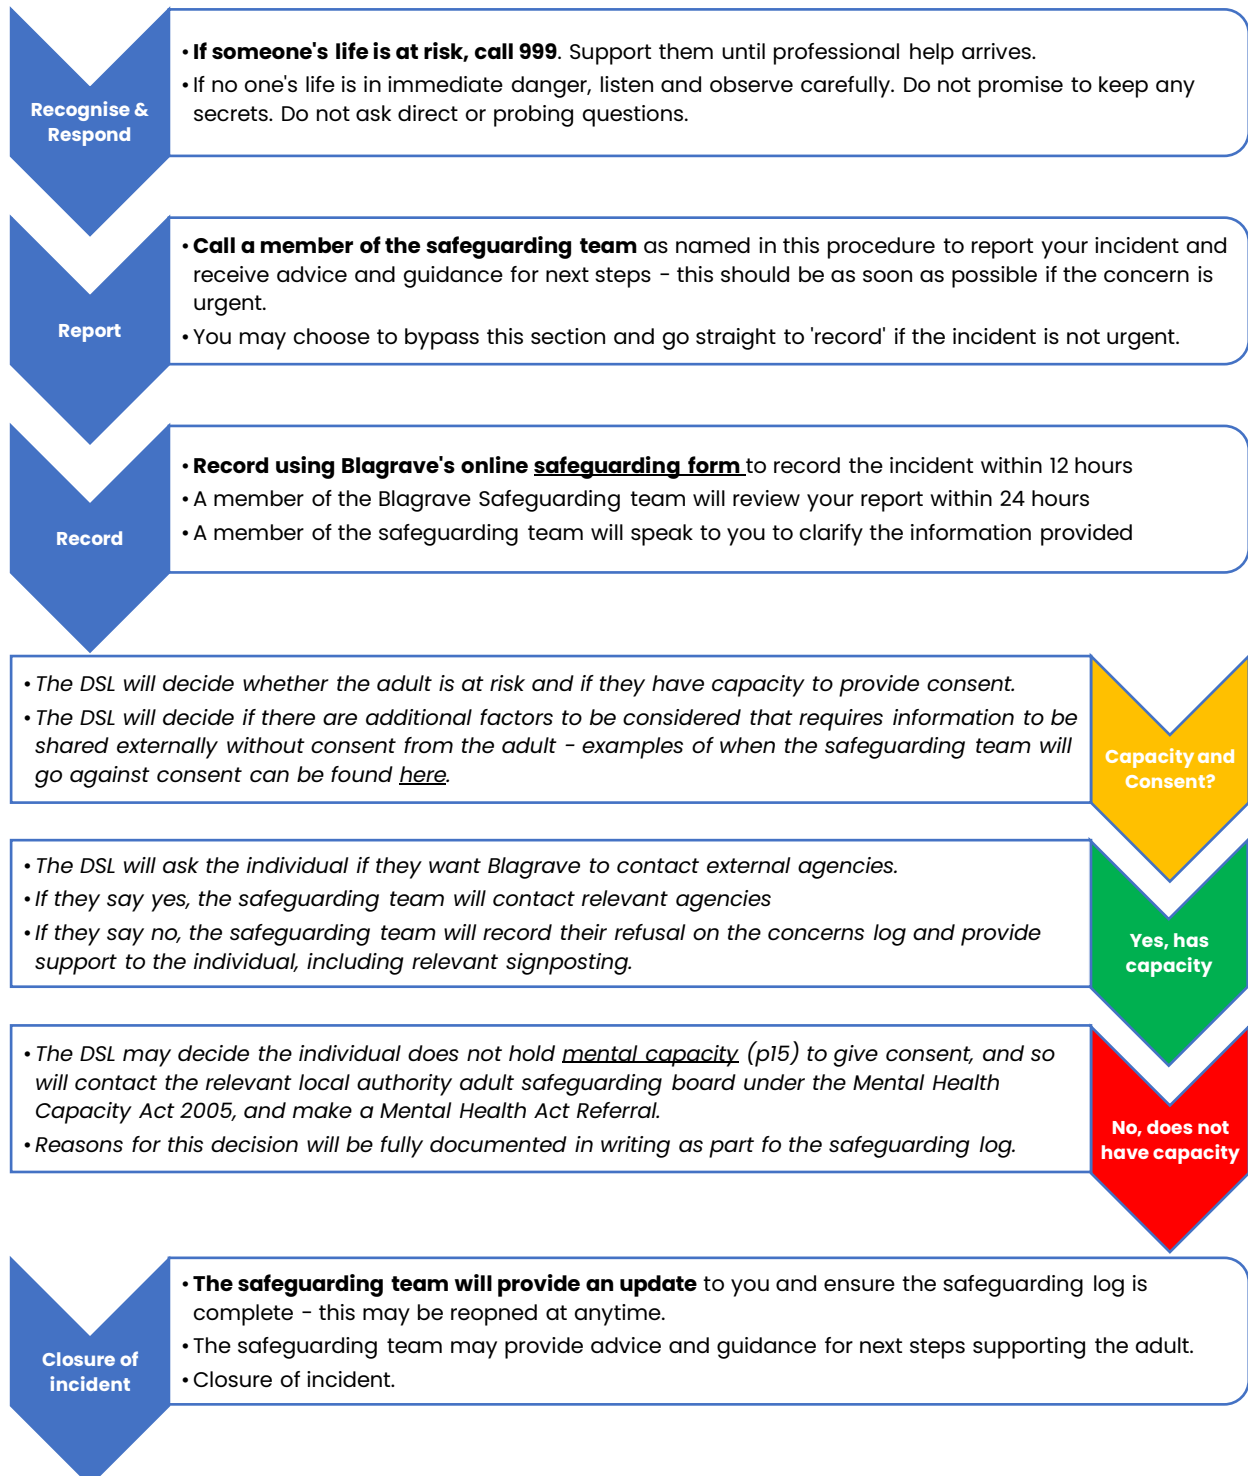 Recognise &
Respond
• If someone's life is at risk, call 999. Support them until professional help arrives.
• If no one's life is in immediate danger, listen and observe carefully. Do not promise to keep any
secrets. Do not ask direct or probing questions.
Report
• Call a member of the safeguarding team as named in this procedure to report your incident and
receive advice and guidance for next steps - this should be as soon as possible if the concern is
urgent.
• You may choose to bypass this section and go straight to 'record' if the incident is not urgent.
Record
• Record using Blagrave's online safeguarding form to record the incident within 12 hours
• A member of the Blagrave Safeguarding team will review your report within 24 hours
• A member of the safeguarding team will speak to you to clarify the information provided
• The DSL will decide whether the adult is at risk and if they have capacity to provide consent.
• The DSL will decide if there are additional factors to be considered that requires information to be
shared externally without consent from the adult - examples of when the safeguarding team will
go against consent can be found here.
Capacity and
Consent?
• The DSL will ask the individual if they want Blagrave to contact external agencies.
• If they say yes, the safeguarding team will contact relevant agencies
• If they say no, the safeguarding team will record their refusal on the concerns log and provide
support to the individual, including relevant signposting.
Yes, has
capacity
• The DSL may decide the individual does not hold mental capacity (p15) to give consent, and so
will contact the relevant local authority adult safeguarding board under the Mental Health
Capacity Act 2005, and make a Mental Health Act Referral.
• Reasons for this decision will be fully documented in writing as part fo the safeguarding log.
No, does not
have capacity
Closure of
incident
• The safeguarding team will provide an update to you and ensure the safeguarding log is
complete - this may be reopned at anytime.
• The safeguarding team may provide advice and guidance for next steps supporting the adult.
• Closure of incident.